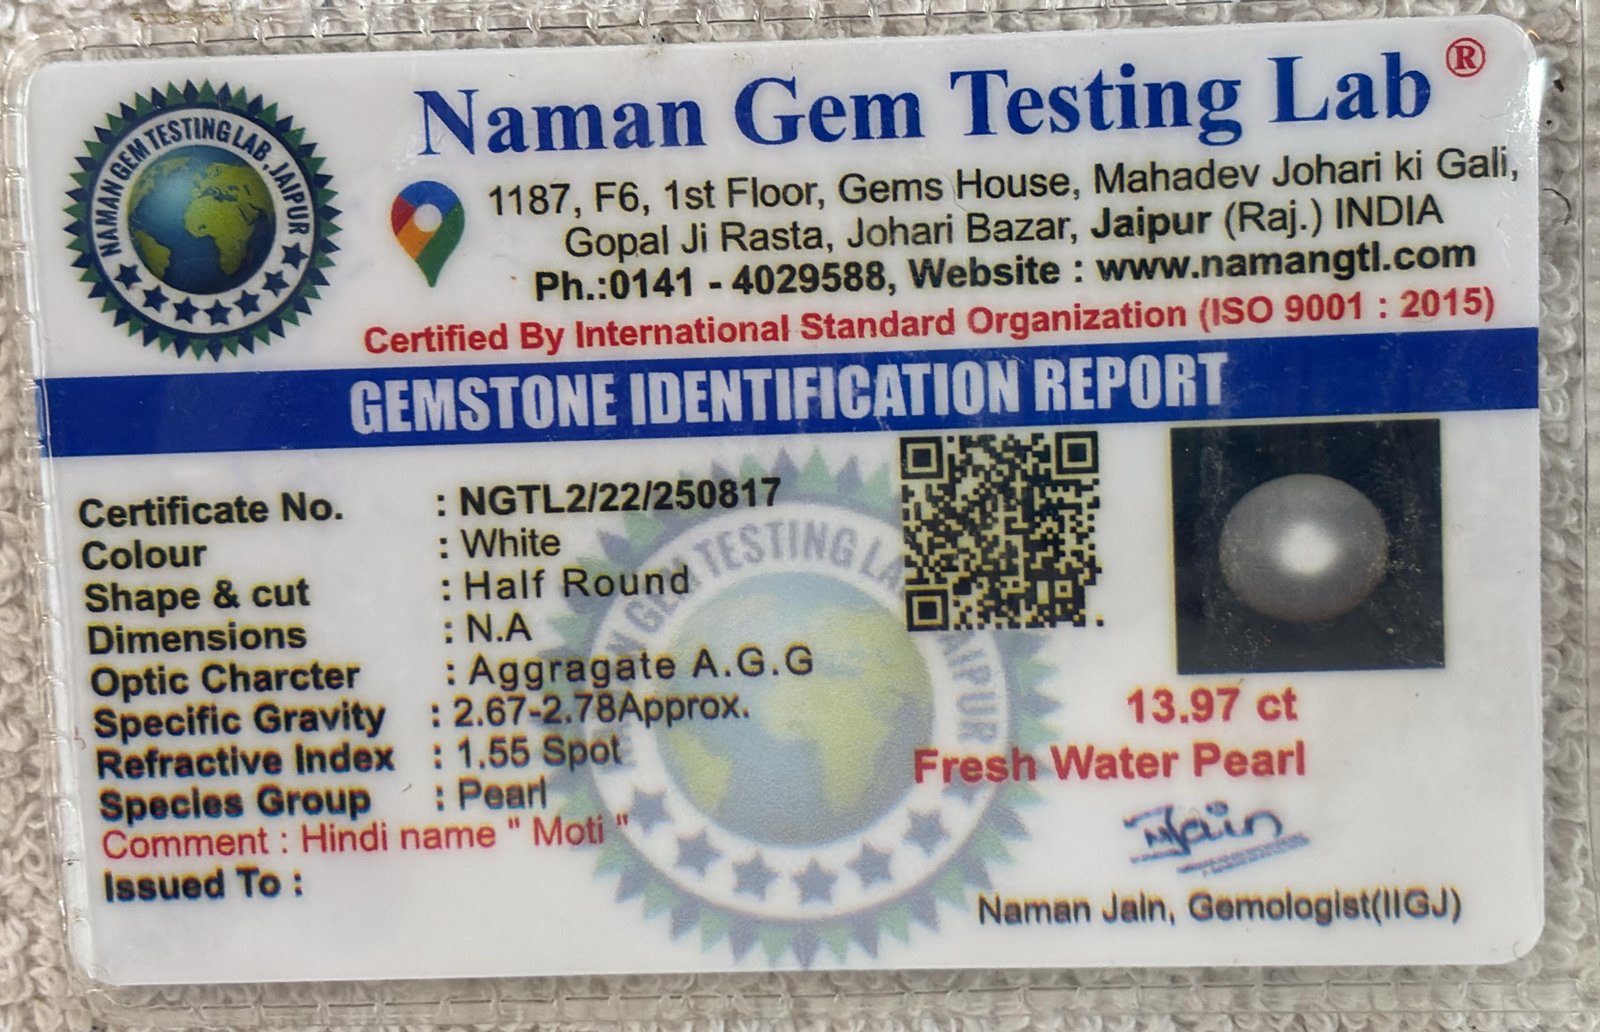 Naman Gem Testing Lab ®
NAMAN GEM TESTING LAB, JAIPUR
1187, F6, 1st Floor, Gems House, Mahadev Johari ki Gali,
Gopal Ji Rasta, Johari Bazar, Jaipur (Raj.) INDIA
Ph.:0141 - 4029588, Website : www.namangtl.com
Certified By International Standard Organization (ISO 9001 : 2015)
GEMSTONE IDENTIFICATION REPORT
Certificate No. : NGTL2/22/250817
Colour : White
Shape & cut : Half Round
Dimensions : N.A
Optic Charcter : Aggragate A.G.G
Specific Gravity : 2.67-2.78Approx.
Refractive Index : 1.55 Spot
Species Group : Pearl
Comment : Hindi name " Moti "
Issued To :
13.97 ct
Fresh Water Pearl
Jain
Naman Jain, Gemologist(IIGJ)